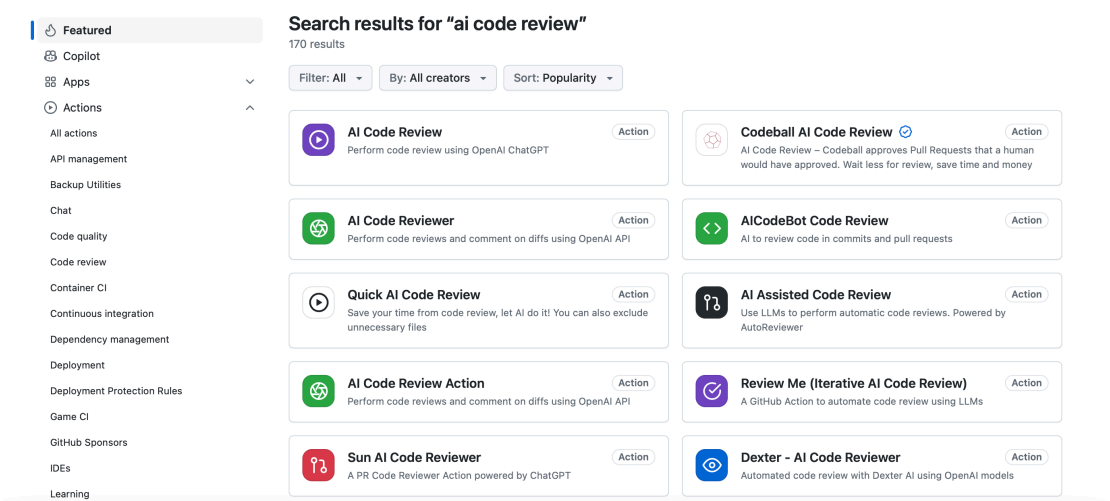 Featured
Copilot
Apps
Actions
All actions
API management
Backup Utilities
Chat
Code quality
Code review
Container CI
Continuous integration
Dependency management
Deployment
Deployment Protection Rules
Game CI
GitHub Sponsors
IDEs
Learning
Search results for “ai code review”
170 results
Filter: All
By: All creators
Sort: Popularity
AI Code Review
Action
Perform code review using OpenAI ChatGPT
Codeball AI Code Review
Action
AI Code Review – Codeball approves Pull Requests that a human
would have approved. Wait less for review, save time and money
AI Code Reviewer
Action
Perform code reviews and comment on diffs using OpenAI API
AICodeBot Code Review
Action
AI to review code in commits and pull requests
Quick AI Code Review
Action
Save your time from code review, let AI do it! You can also exclude
unnecessary files
AI Assisted Code Review
Action
Use LLMs to perform automatic code reviews. Powered by
AutoReviewer
AI Code Review Action
Action
Perform code reviews and comment on diffs using OpenAI API
Review Me (Iterative AI Code Review)
Action
A GitHub Action to automate code review using LLMs
Sun AI Code Reviewer
Action
A PR Code Reviewer Action powered by ChatGPT
Dexter - AI Code Reviewer
Action
Automated code review with Dexter AI using OpenAI models